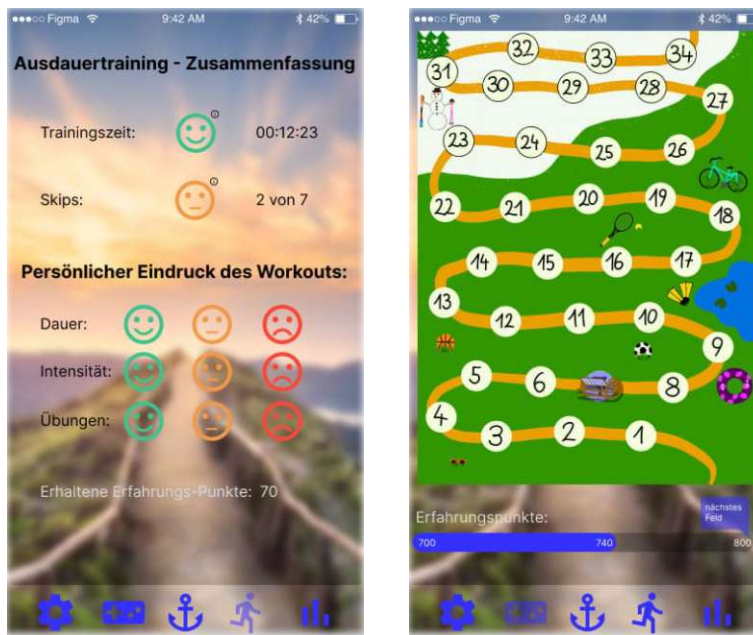 Figma 9:42 AM 42%
Ausdauertraining - Zusammenfassung
Trainingszeit: 00:12:23
Skips: 2 von 7
Persönlicher Eindruck des Workouts:
Dauer:
Intensität:
Übungen:
Erhaltene Erfahrungs-Punkte: 70
Figma 9:42 AM 42%
31 32 33 34
30 29 28 27
23 24 25 26
22 21 20 19 18
14 15 16 17
13 12 11 10 9
5 6 8
4 3 2 1
Erfahrungspunkte:
nächstes
Feld
700 740 800